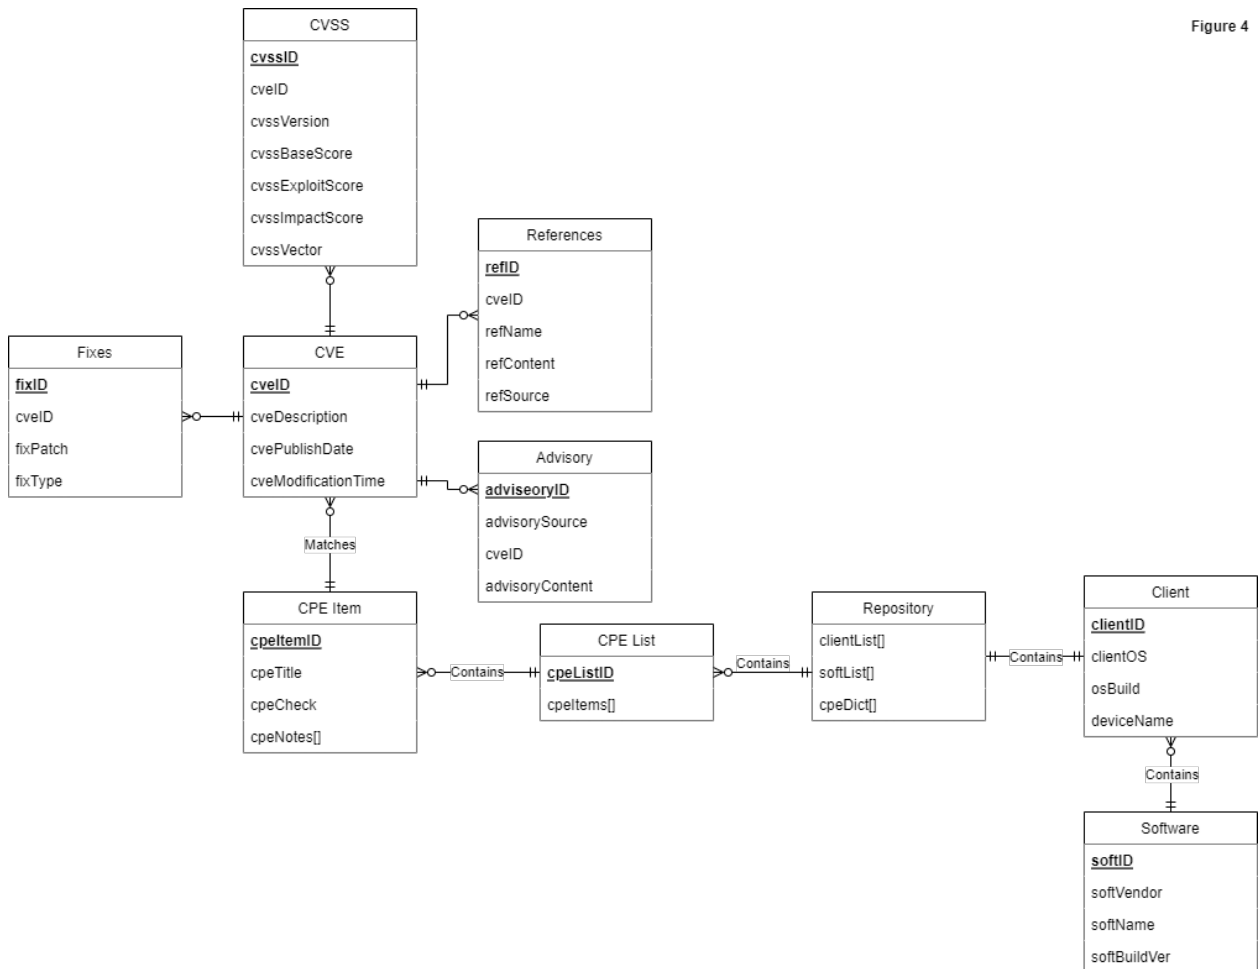 Figure 4
CVSS
cvssID
cveID
cvssVersion
cvssBaseScore
cvssExploitScore
cvssImpactScore
cvssVector
References
refID
cveID
refName
refContent
refSource
Fixes
fixID
cveID
fixPatch
fixType
CVE
cveID
cveDescription
cvePublishDate
cveModificationTime
Advisory
adviseoryID
advisorySource
cveID
advisoryContent
Matches
CPE Item
cpeItemID
cpeTitle
cpeCheck
cpeNotes[]
Contains
CPE List
cpeListID
cpeItems[]
Contains
Repository
clientList[]
softList[]
cpeDict[]
Contains
Client
clientID
clientOS
osBuild
deviceName
Contains
Software
softID
softVendor
softName
softBuildVer